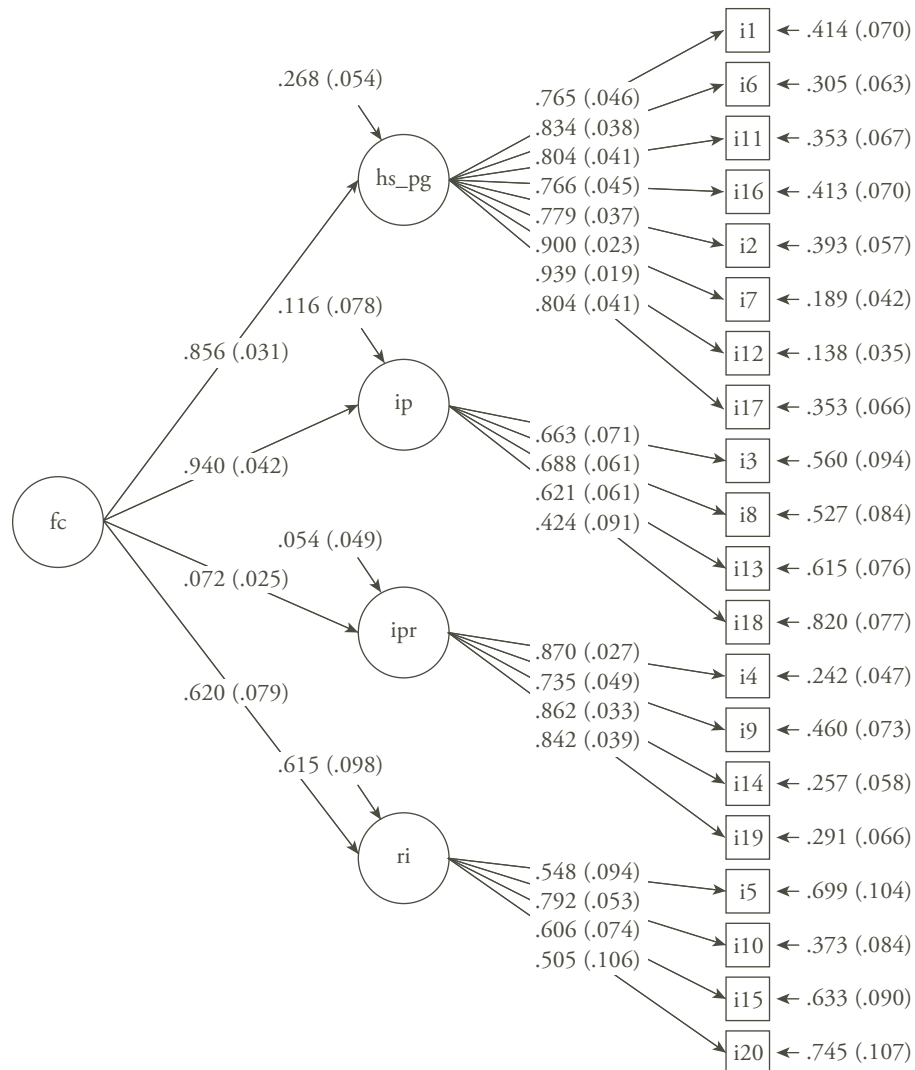 i1
.414 (.070)
.268 (.054)
i6
.305 (.063)
.765 (.046)
.834 (.038)
i11
.353 (.067)
.804 (.041)
hs_pg
.766 (.045)
i16
.413 (.070)
.779 (.037)
.900 (.023)
i2
.393 (.057)
.939 (.019)
.804 (.041)
i7
.189 (.042)
.116 (.078)
.856 (.031)
i12
.138 (.035)
ip
i17
.353 (.066)
.663 (.071)
.940 (.042)
.688 (.061)
i3
.560 (.094)
.621 (.061)
.424 (.091)
i8
.527 (.084)
fc
.054 (.049)
.072 (.025)
i13
.615 (.076)
ipr
i18
.820 (.077)
.870 (.027)
.735 (.049)
i4
.242 (.047)
.620 (.079)
.862 (.033)
.842 (.039)
i9
.460 (.073)
.615 (.098)
i14
.257 (.058)
i19
.291 (.066)
ri
.548 (.094)
.792 (.053)
i5
.699 (.104)
.606 (.074)
.505 (.106)
i10
.373 (.084)
i15
.633 (.090)
i20
.745 (.107)